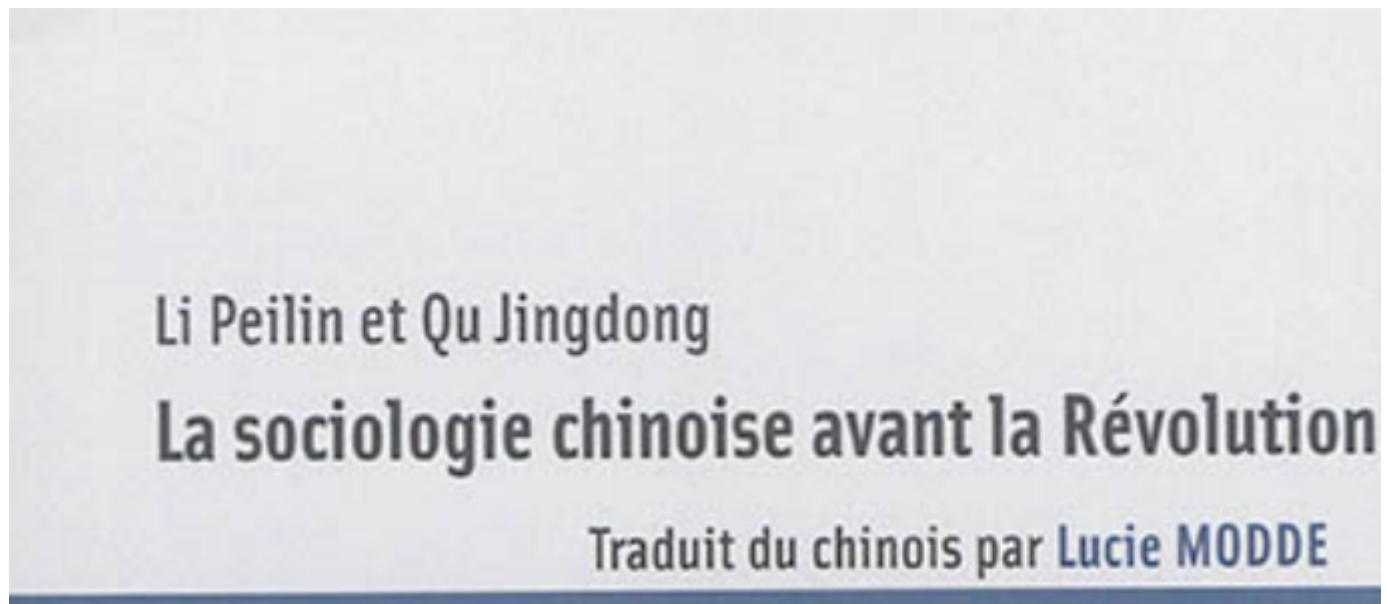 Li Peilin et Qu Jingdong
La sociologie chinoise avant la Révolution
Traduit du chinois par Lucie MODDE